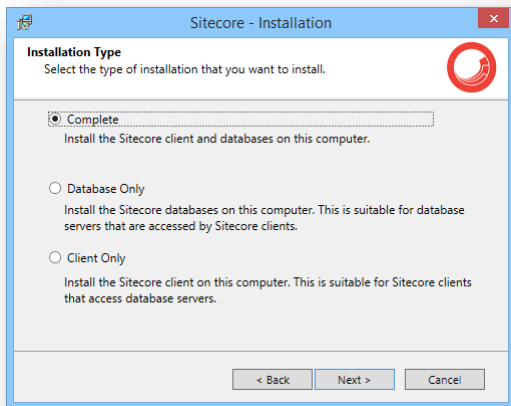 Sitecore - Installation
Installation Type
Select the type of installation that you want to install.
Complete
Install the Sitecore client and databases on this computer.
Database Only
Install the Sitecore databases on this computer. This is suitable for database
servers that are accessed by Sitecore clients.
Client Only
Install the Sitecore client on this computer. This is suitable for Sitecore clients
that access database servers.
< Back Next > Cancel